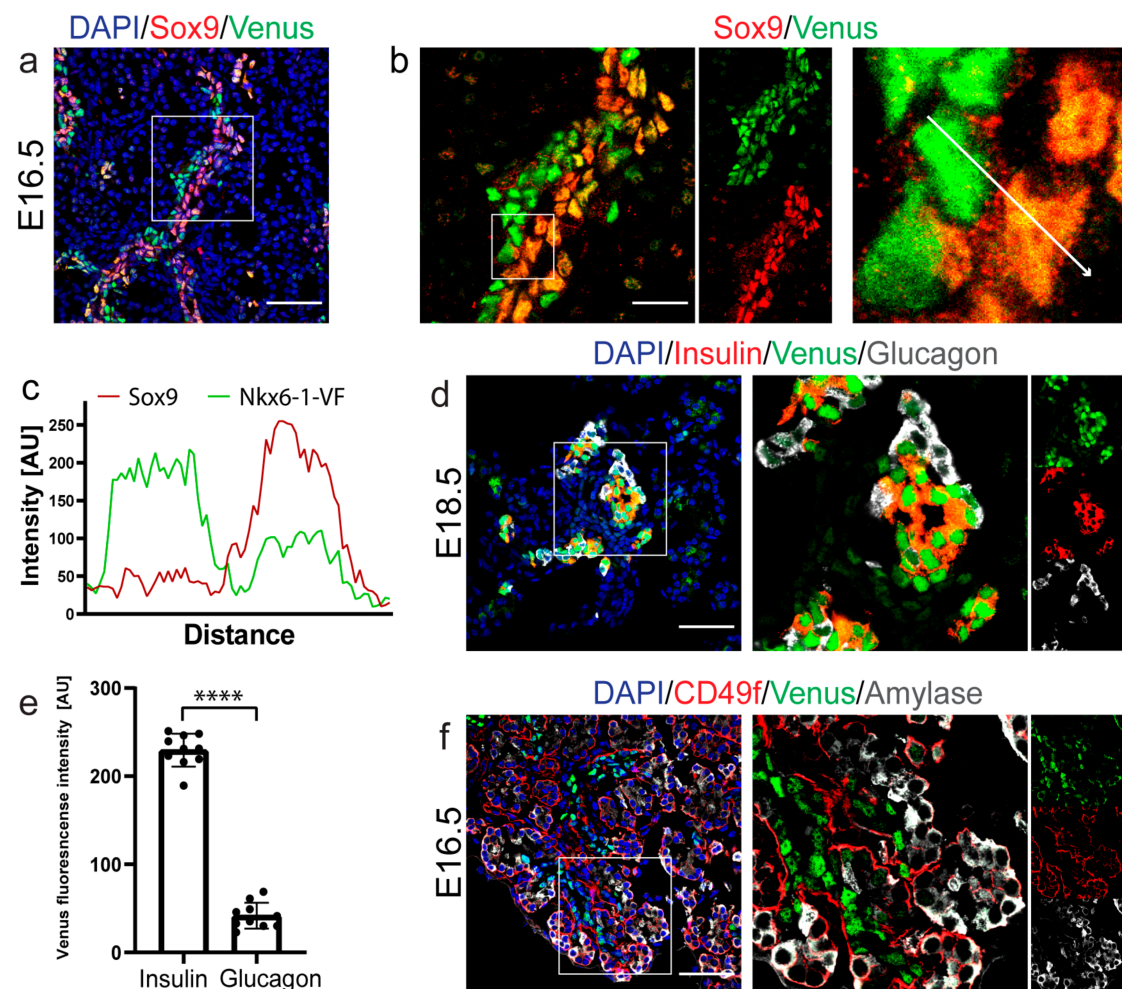 DAPI/Sox9/Venus
Sox9/Venus
a
b
E16.5
DAPI/Insulin/Venus/Glucagon
c
Sox9
Nkx6-1-VF
d
Intensity [AU]
250
200
150
100
50
0
Distance
E18.5
DAPI/CD49f/Venus/Amylase
e
Venus fluoresncense intensity [AU]
300
200
100
0
****
Insulin
Glucagon
f
E16.5